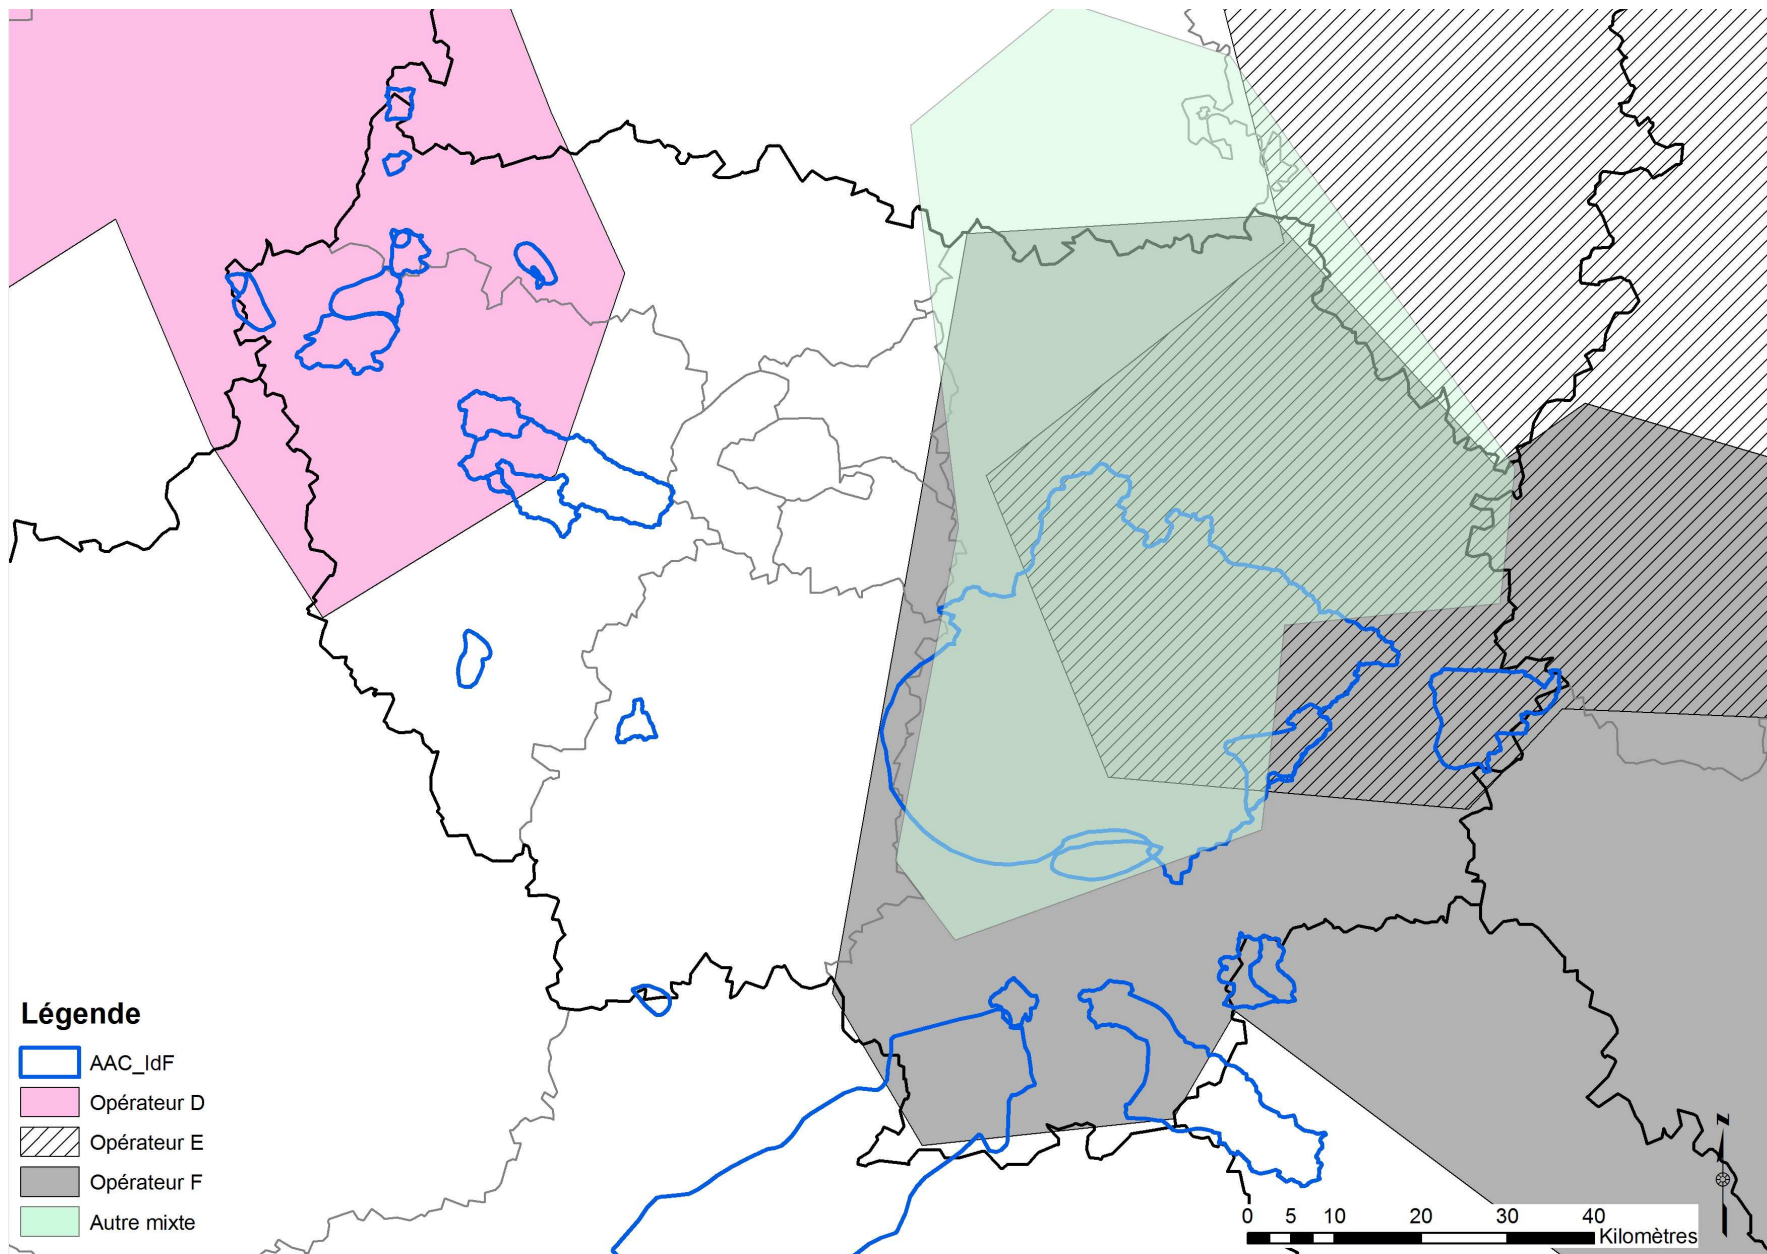 Légende
AAC_IdF
Opérateur D
Opérateur E
Opérateur F
Autre mixte
N
0 5 10 20 30 40
Kilomètres